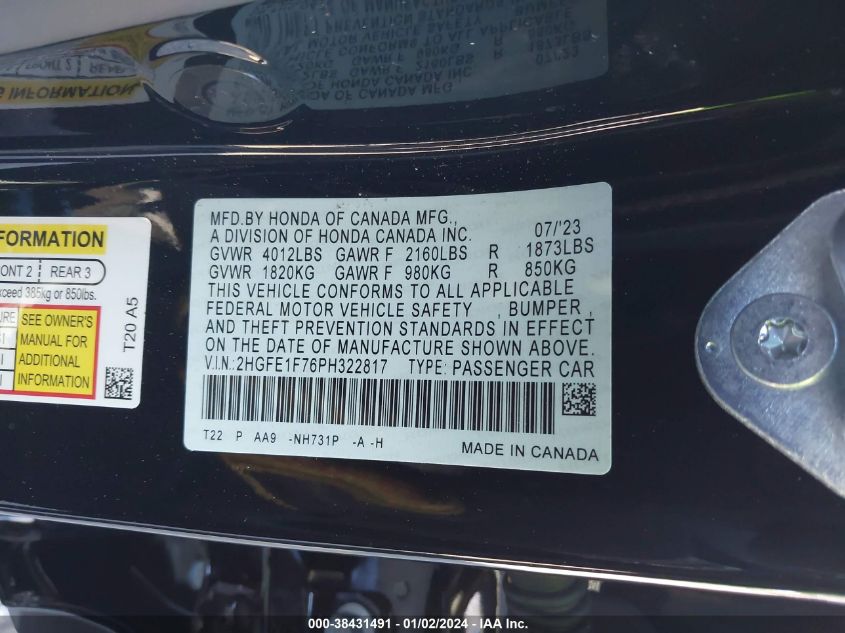 MFD.BY HONDA OF CANADA MFG., 07/'23
A DIVISION OF HONDA CANADA INC.
GVWR 4012LBS GAWR F 2160LBS R 1873LBS
GVWR 1820KG GAWR F 980KG R 850KG
THIS VEHICLE CONFORMS TO ALL APPLICABLE
FEDERAL MOTOR VEHICLE SAFETY , BUMPER ,
AND THEFT PREVENTION STANDARDS IN EFFECT
ON THE DATE OF MANUFACTURE SHOWN ABOVE.
V.I.N.:2HGFE1F76PH322817 TYPE: PASSENGER CAR
T22 P AA9 -NH731P -A -H
MADE IN CANADA
FORMATION
FRONT 2 REAR 3
exceed 385kg or 850lbs.
SEE OWNER'S
MANUAL FOR
ADDITIONAL
INFORMATION
T20 A5
000-38431491 - 01/02/2024 - IAA Inc.